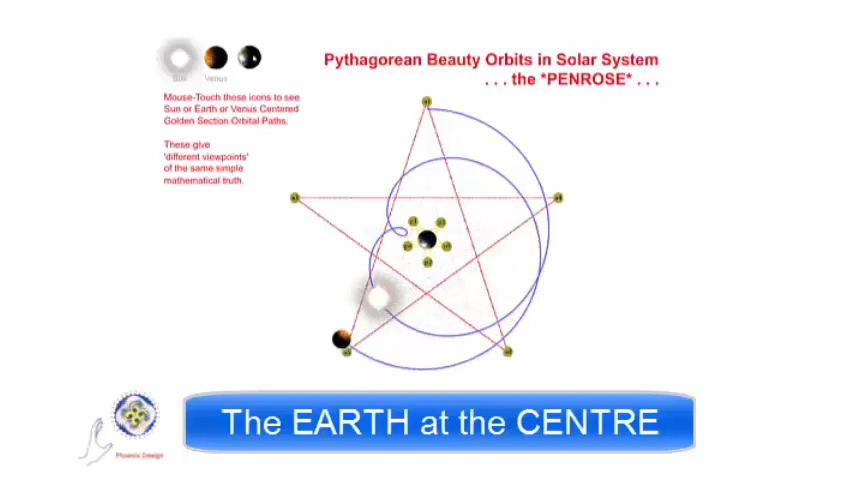 Pythagorean Beauty Orbits in Solar System
. . . the *PENROSE* . . .
Sun Venus
Mouse-Touch these icons to see
Sun or Earth or Venus Centered
Golden Section Orbital Paths.
These give
'different viewpoints'
of the same simple
mathematical truth.
The EARTH at the CENTRE
Phoenix Design